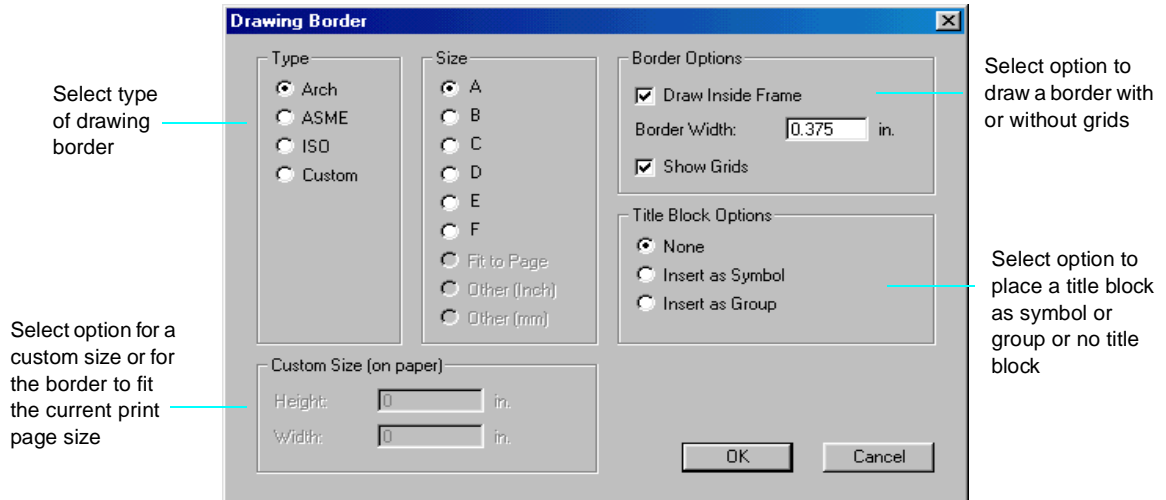 Drawing Border
Type
Arch
ASME
ISO
Custom
Size
A
B
C
D
E
F
Fit to Page
Other (Inch)
Other (mm)
Border Options
Draw Inside Frame
Border Width: 0.375 in.
Show Grids
Title Block Options
None
Insert as Symbol
Insert as Group
Custom Size (on paper)
Height: 0 in.
Width: 0 in.
OK Cancel
Select type
of drawing
border
Select option for a
custom size or for
the border to fit
the current print
page size
Select option to
draw a border with
or without grids
Select option to
place a title block
as symbol or
group or no title
block